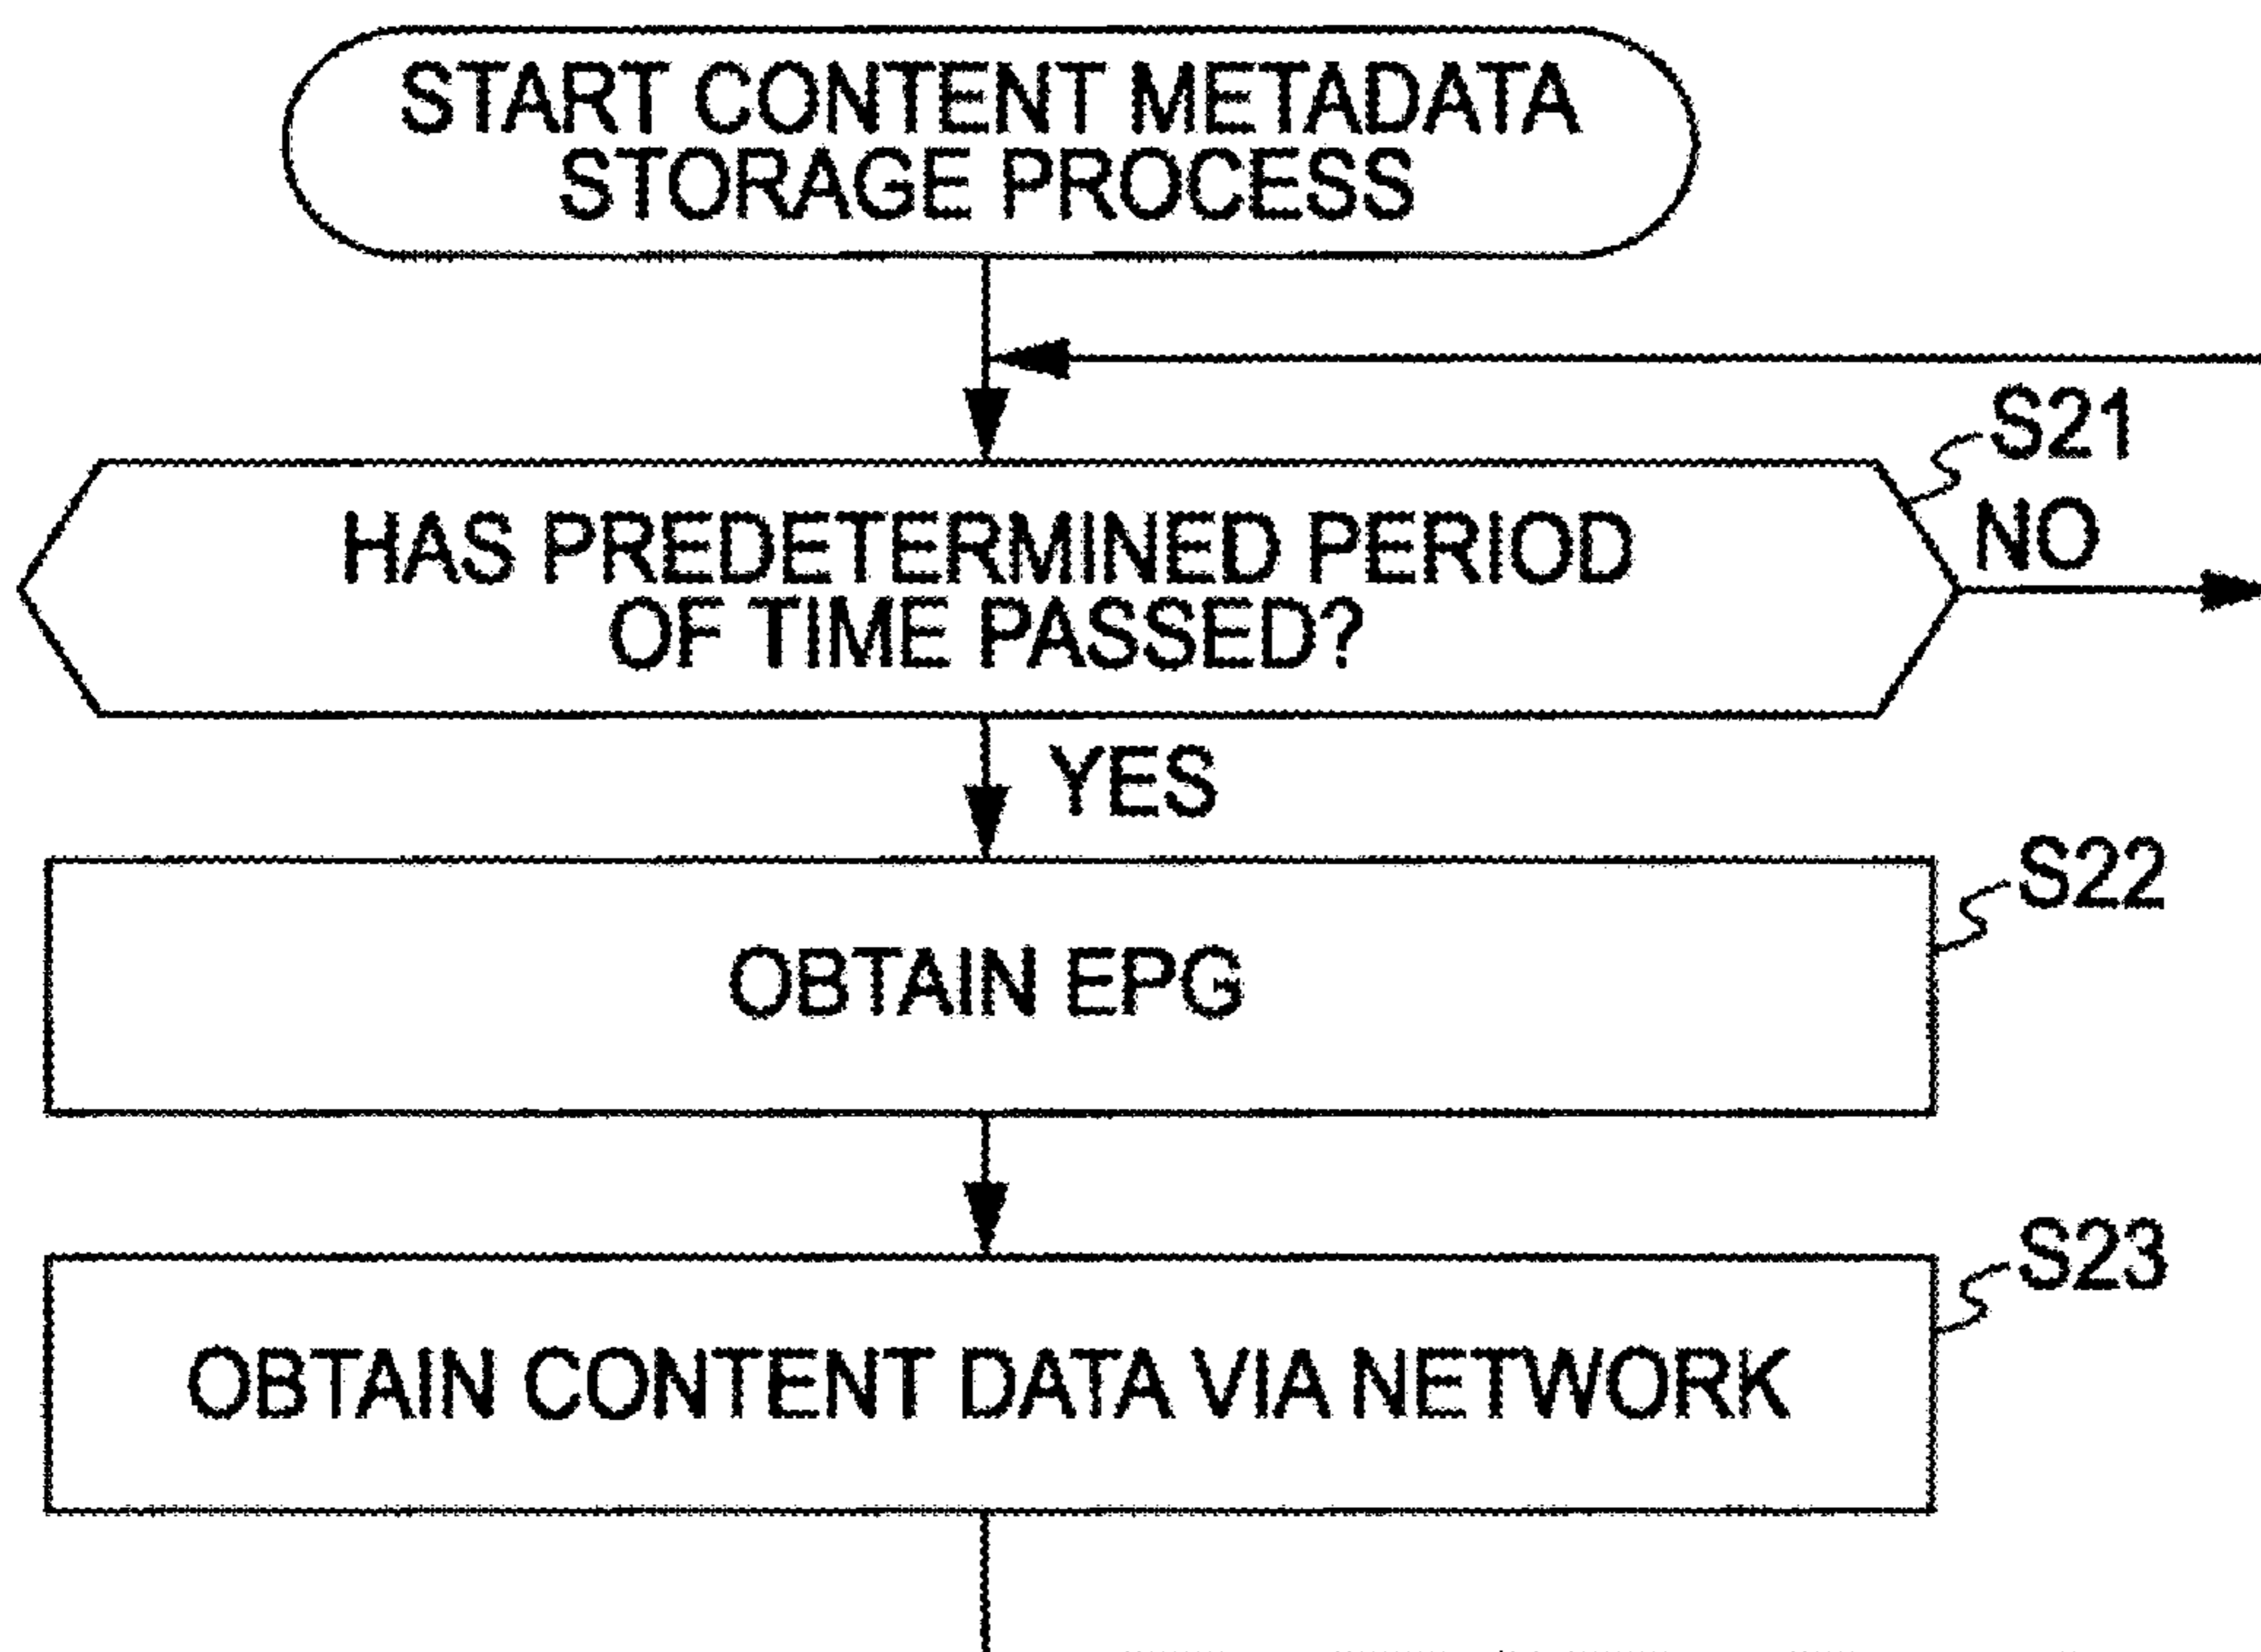 START CONTENT METADATA
STORAGE PROCESS
S21
HAS PREDETERMINED PERIOD
OF TIME PASSED?
NO
YES
S22
OBTAIN EPG
S23
OBTAIN CONTENT DATA VIA NETWORK